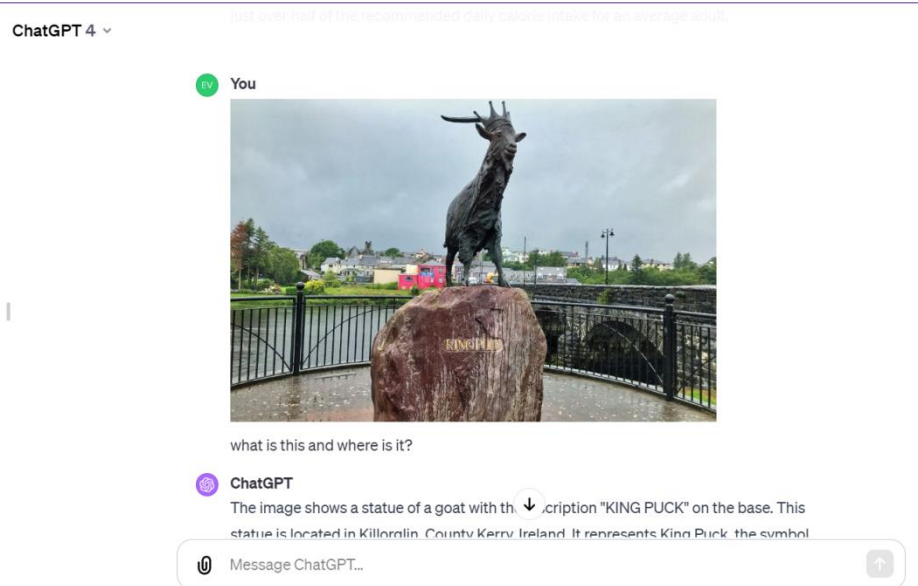 just over half of the recommended daily calorie intake for an average adult.
ChatGPT 4
EV
You
KING PUCK
what is this and where is it?
ChatGPT
The image shows a statue of a goat with th cription "KING PUCK" on the base. This
statue is located in Killorglin, County Kerry, Ireland. It represents King Puck, the symbol
Message ChatGPT...